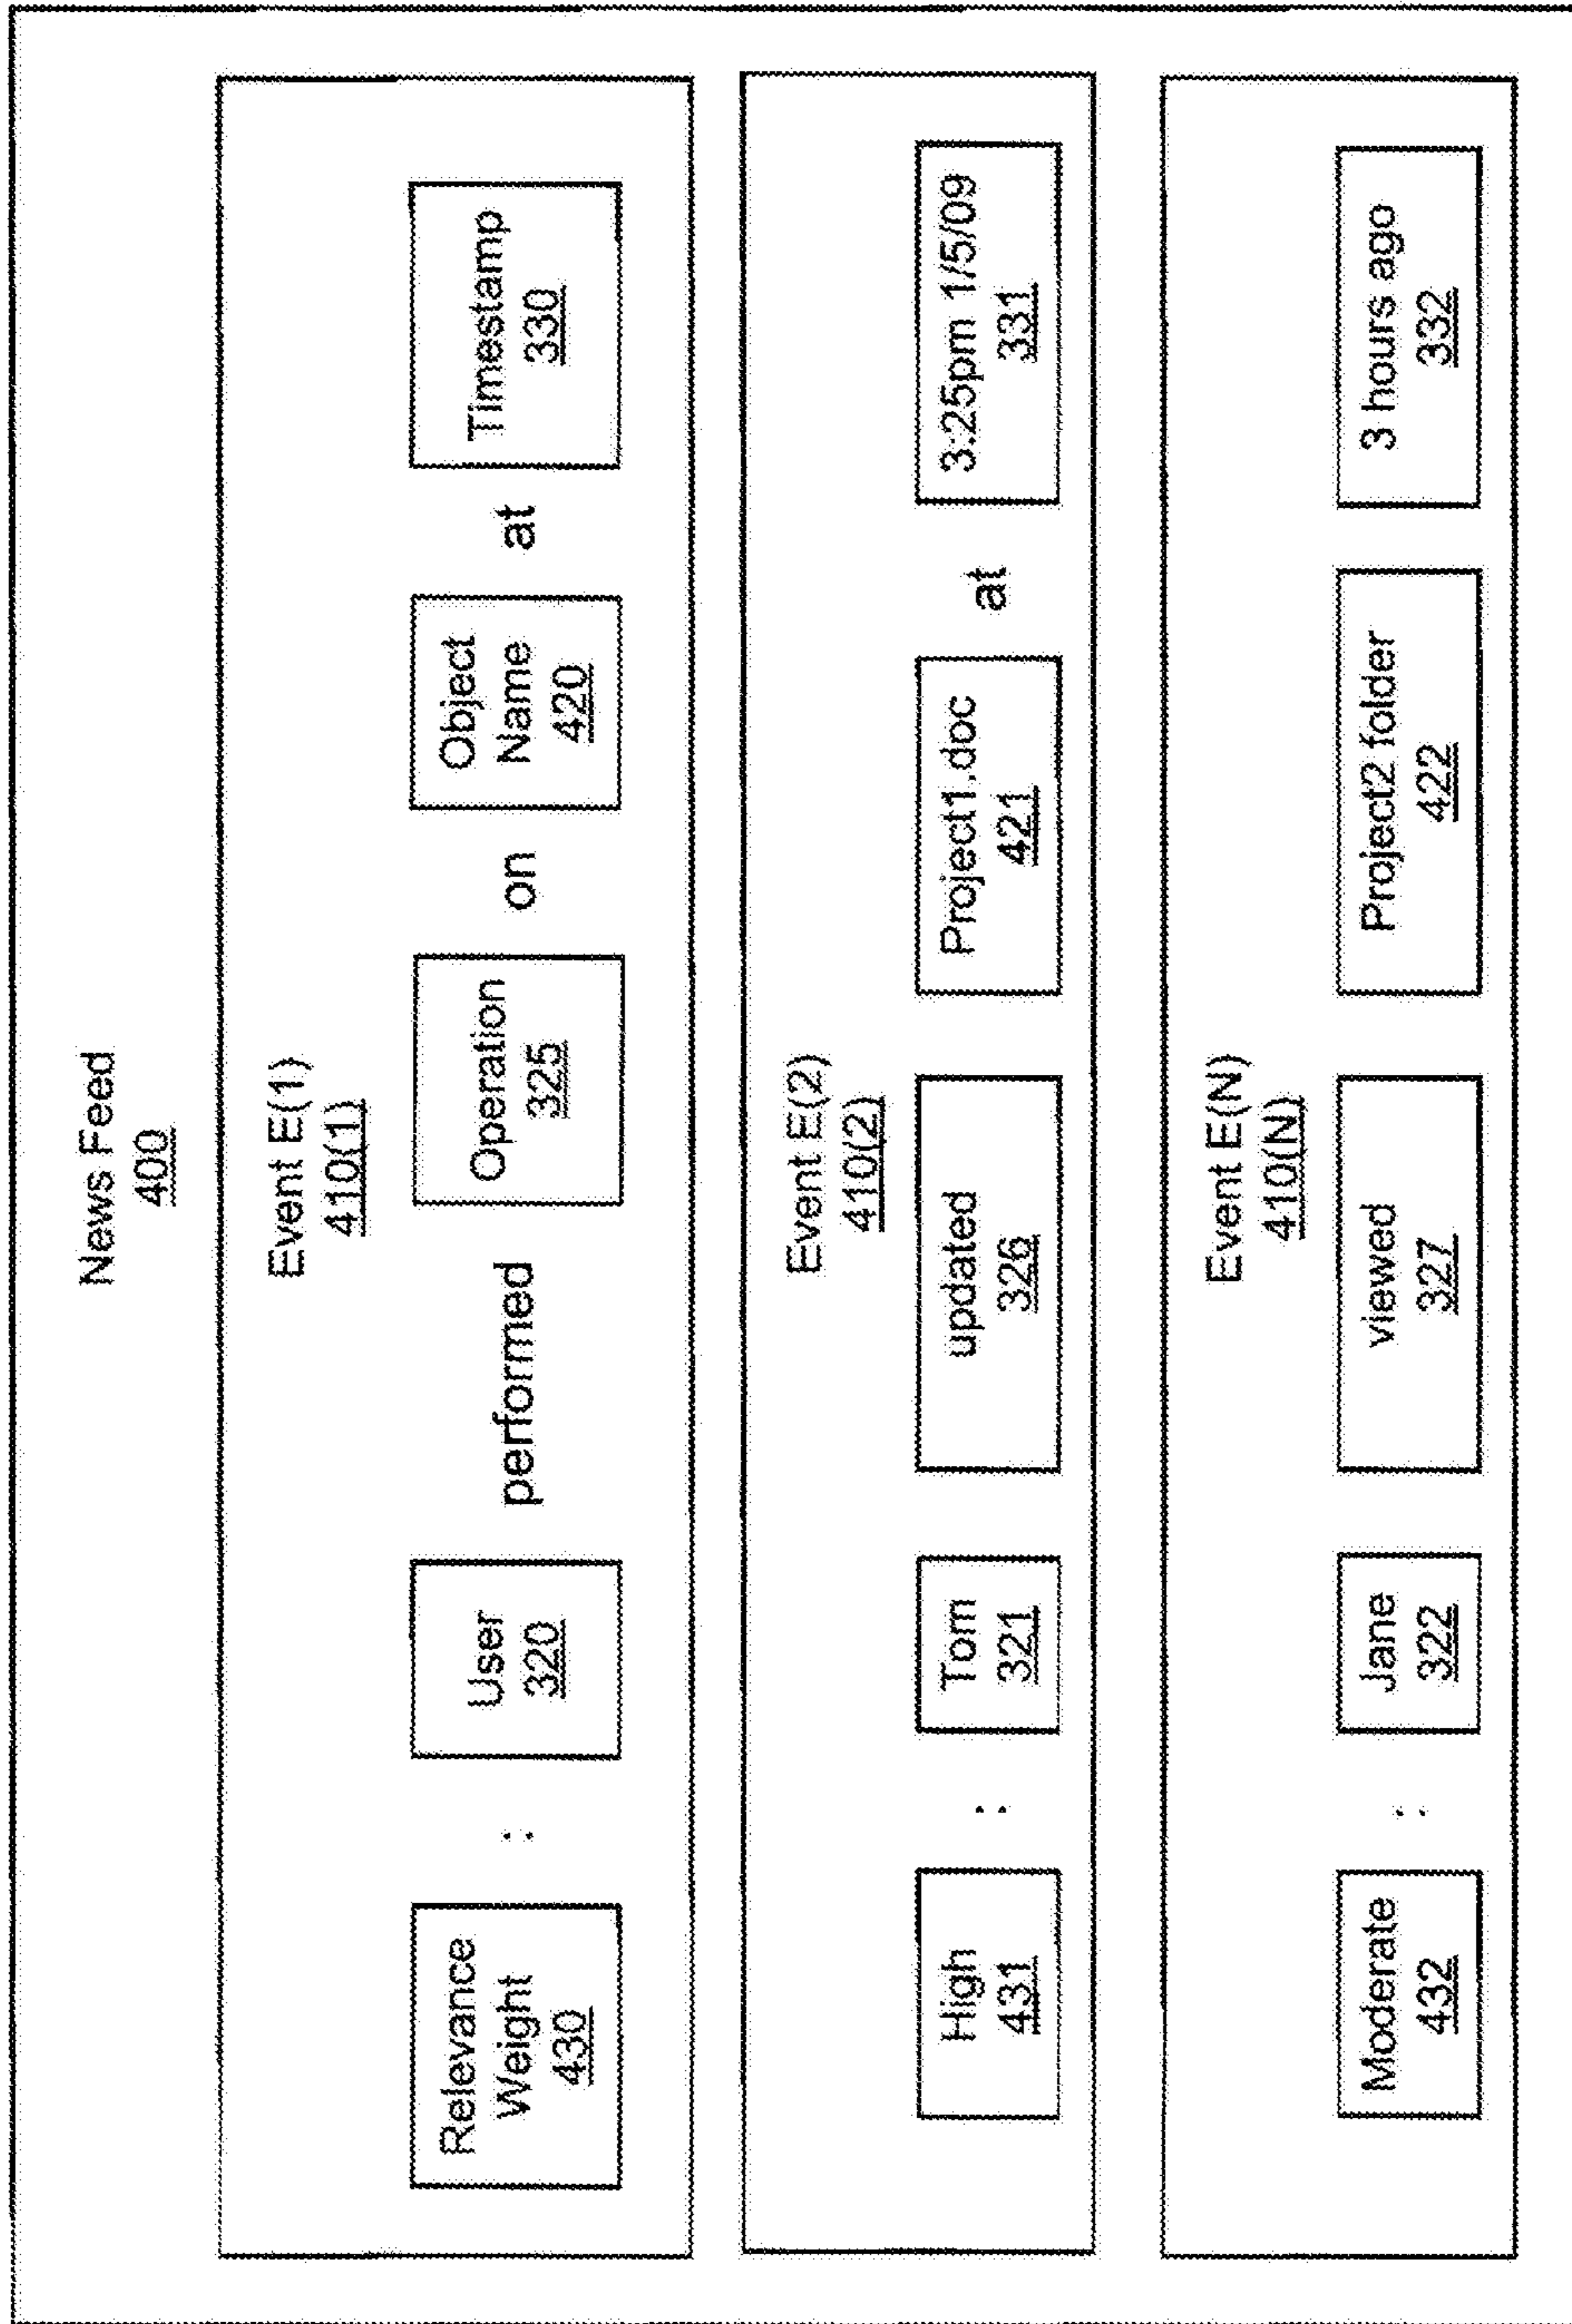 News Feed
400
Event E(1)
410(1)
Relevance
Weight
430
:
User
320
performed
Operation
325
on
Object
Name
420
at
Timestamp
330
Event E(2)
410(2)
High
431
:
Tom
321
updated
326
Project1.doc
421
at
3:25pm 1/5/09
331
Event E(N)
410(N)
Moderate
432
:
Jane
322
viewed
327
Project2 folder
422
3 hours ago
332